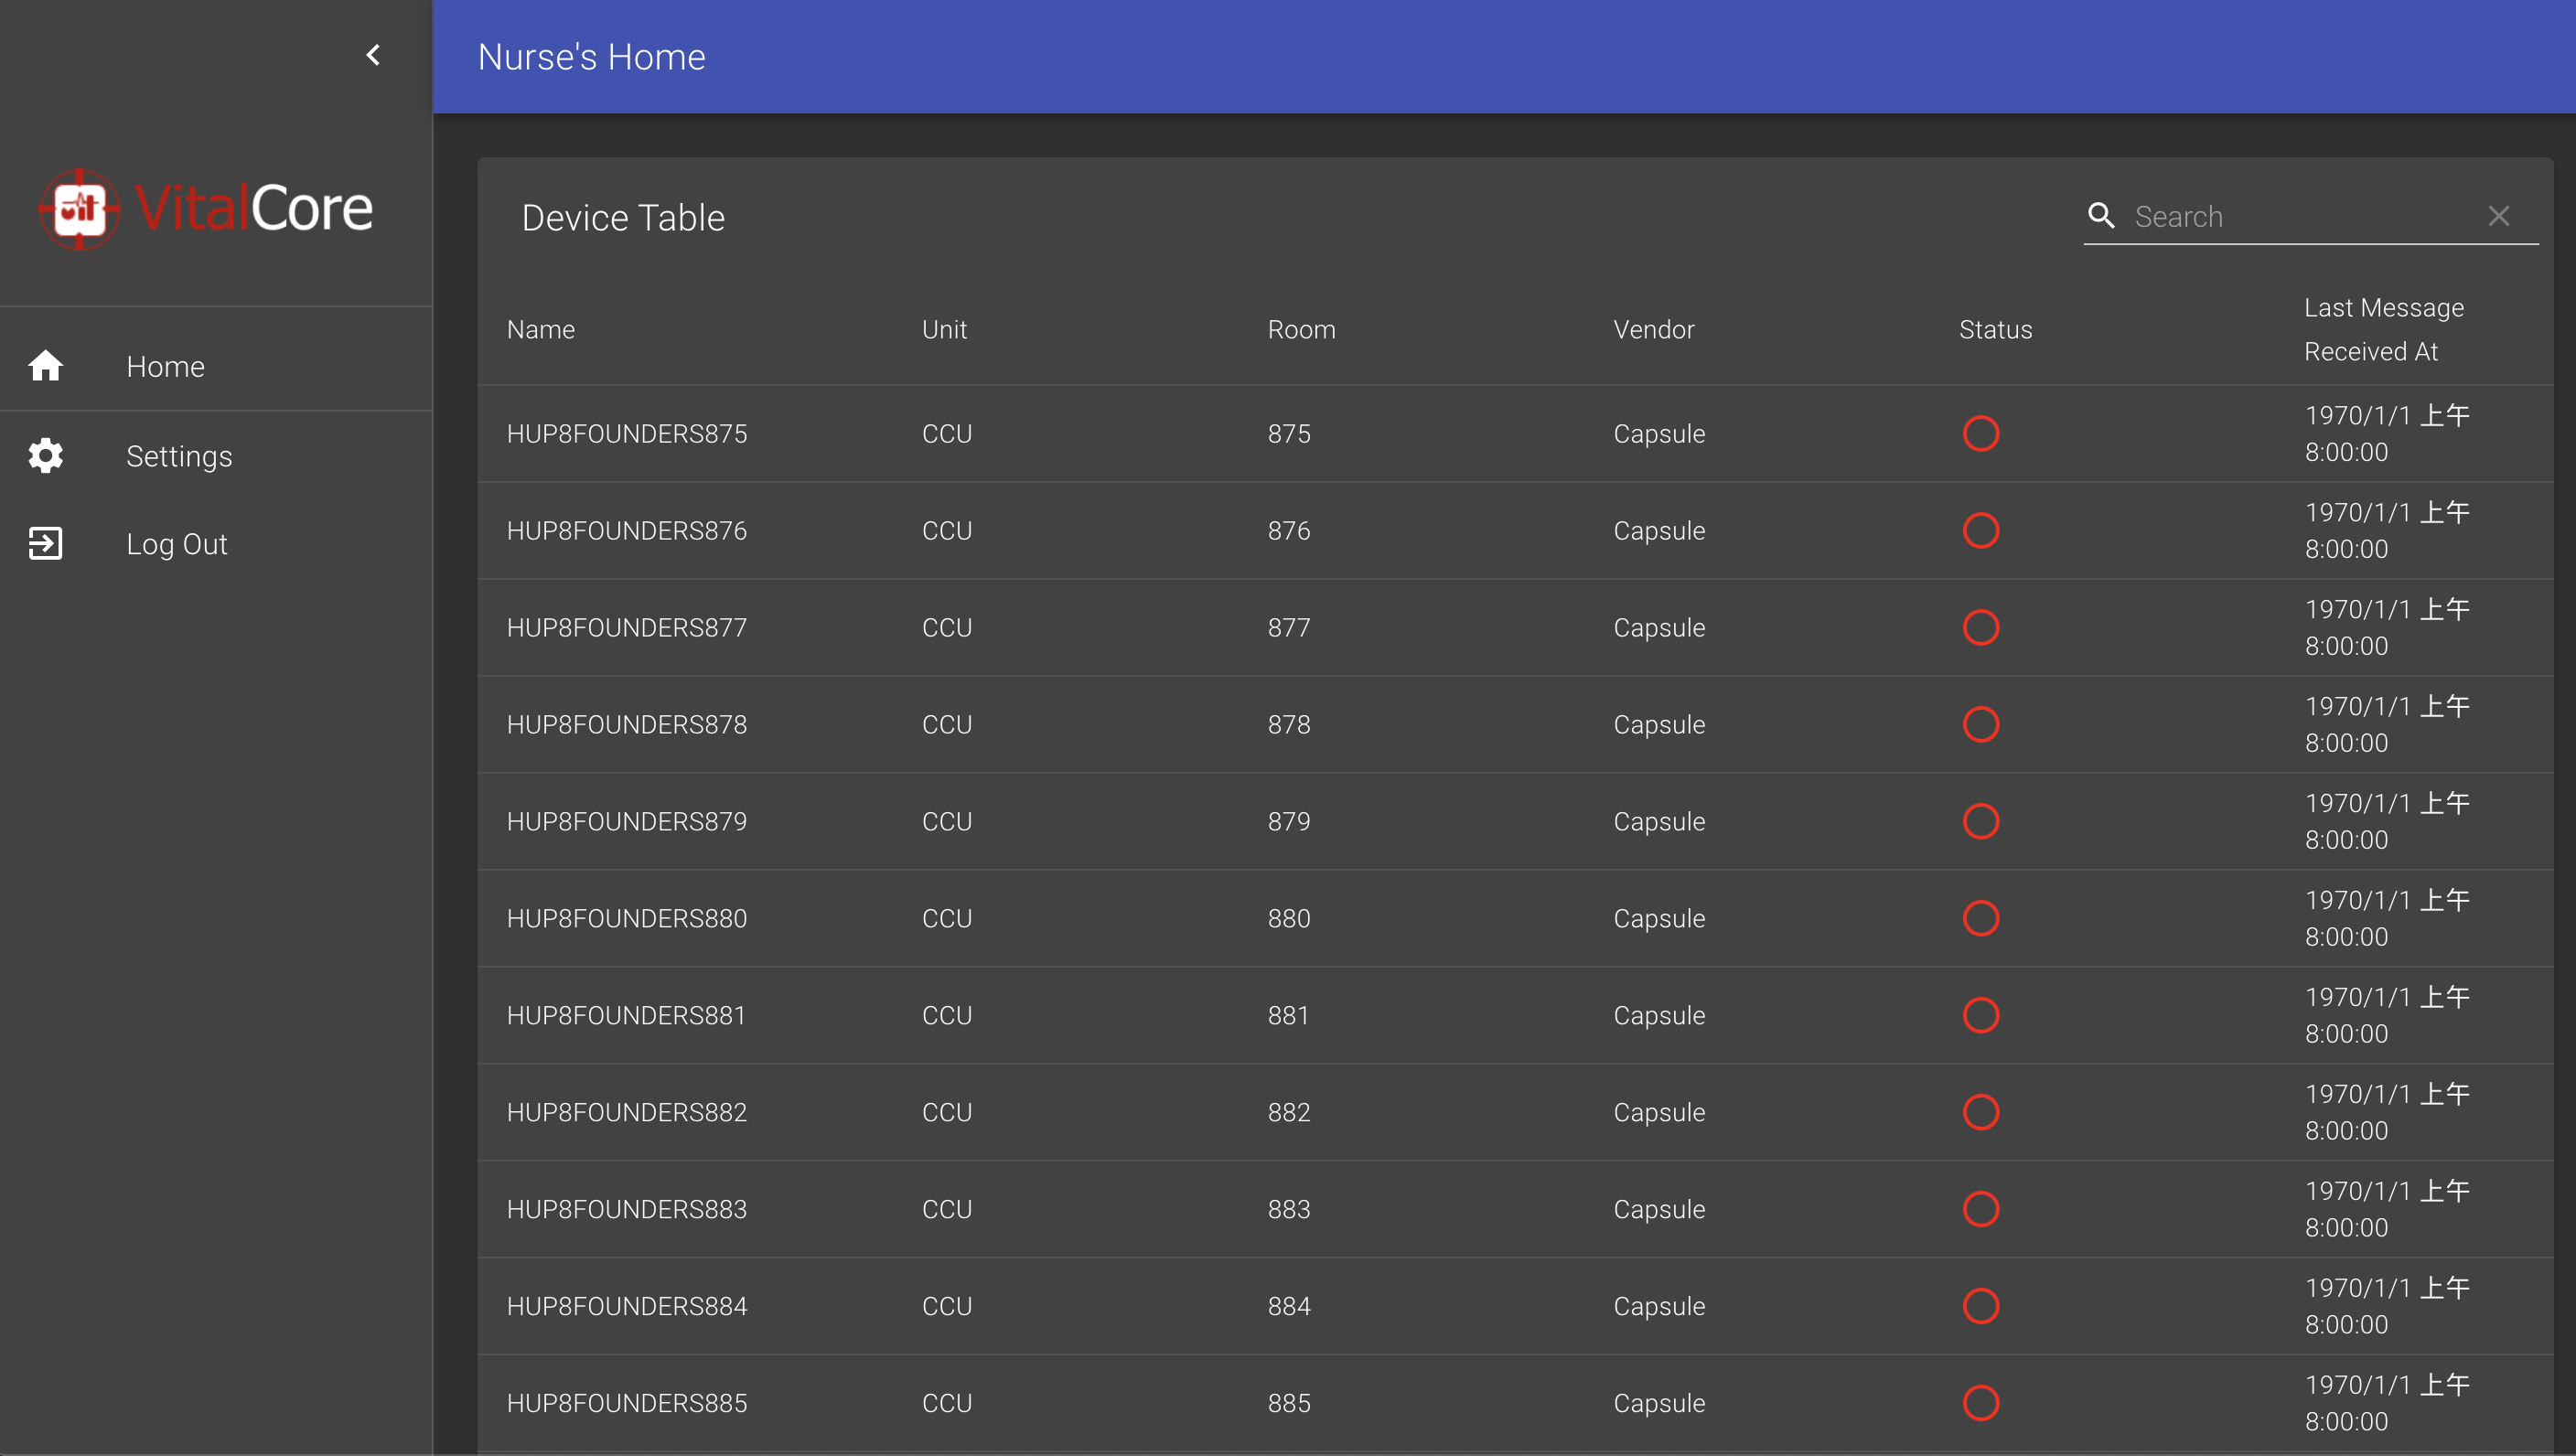 Nurse's Home
VitalCore
Home
Settings
Log Out
Device Table
Search
Name Unit Room Vendor Status Last Message
Received At
HUP8FOUNDERS875 CCU 875 Capsule 1970/1/1 上午
8:00:00
HUP8FOUNDERS876 CCU 876 Capsule 1970/1/1 上午
8:00:00
HUP8FOUNDERS877 CCU 877 Capsule 1970/1/1 上午
8:00:00
HUP8FOUNDERS878 CCU 878 Capsule 1970/1/1 上午
8:00:00
HUP8FOUNDERS879 CCU 879 Capsule 1970/1/1 上午
8:00:00
HUP8FOUNDERS880 CCU 880 Capsule 1970/1/1 上午
8:00:00
HUP8FOUNDERS881 CCU 881 Capsule 1970/1/1 上午
8:00:00
HUP8FOUNDERS882 CCU 882 Capsule 1970/1/1 上午
8:00:00
HUP8FOUNDERS883 CCU 883 Capsule 1970/1/1 上午
8:00:00
HUP8FOUNDERS884 CCU 884 Capsule 1970/1/1 上午
8:00:00
HUP8FOUNDERS885 CCU 885 Capsule 1970/1/1 上午
8:00:00